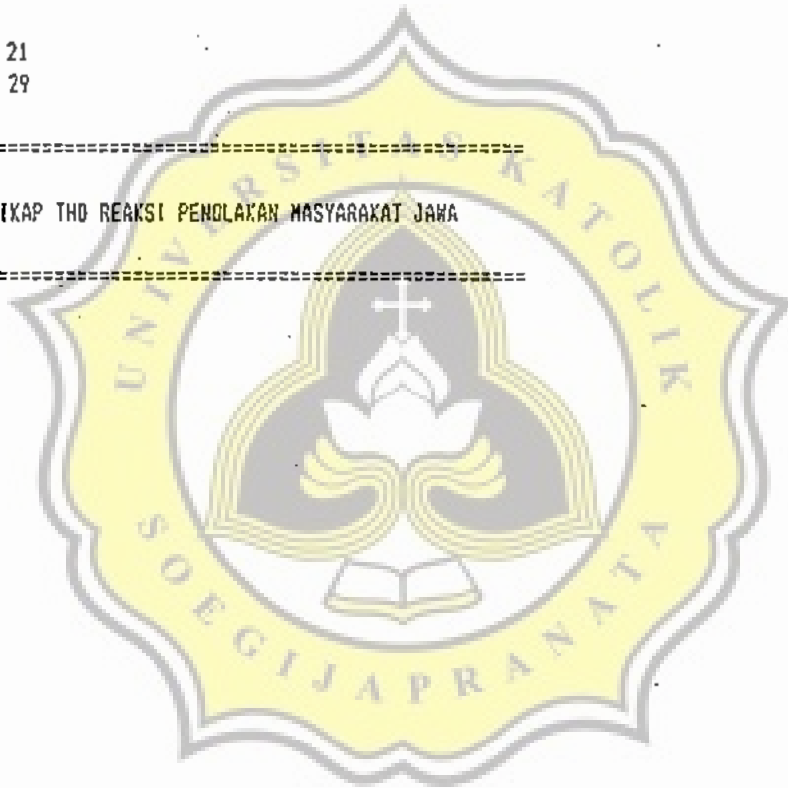 21
29
================================================
IKAP THD REAKSI PENOLAKAN MASYARAKAT JAWA
================================================
UNIVERSITAS KATOLIK
SOEGIJAPRANATA